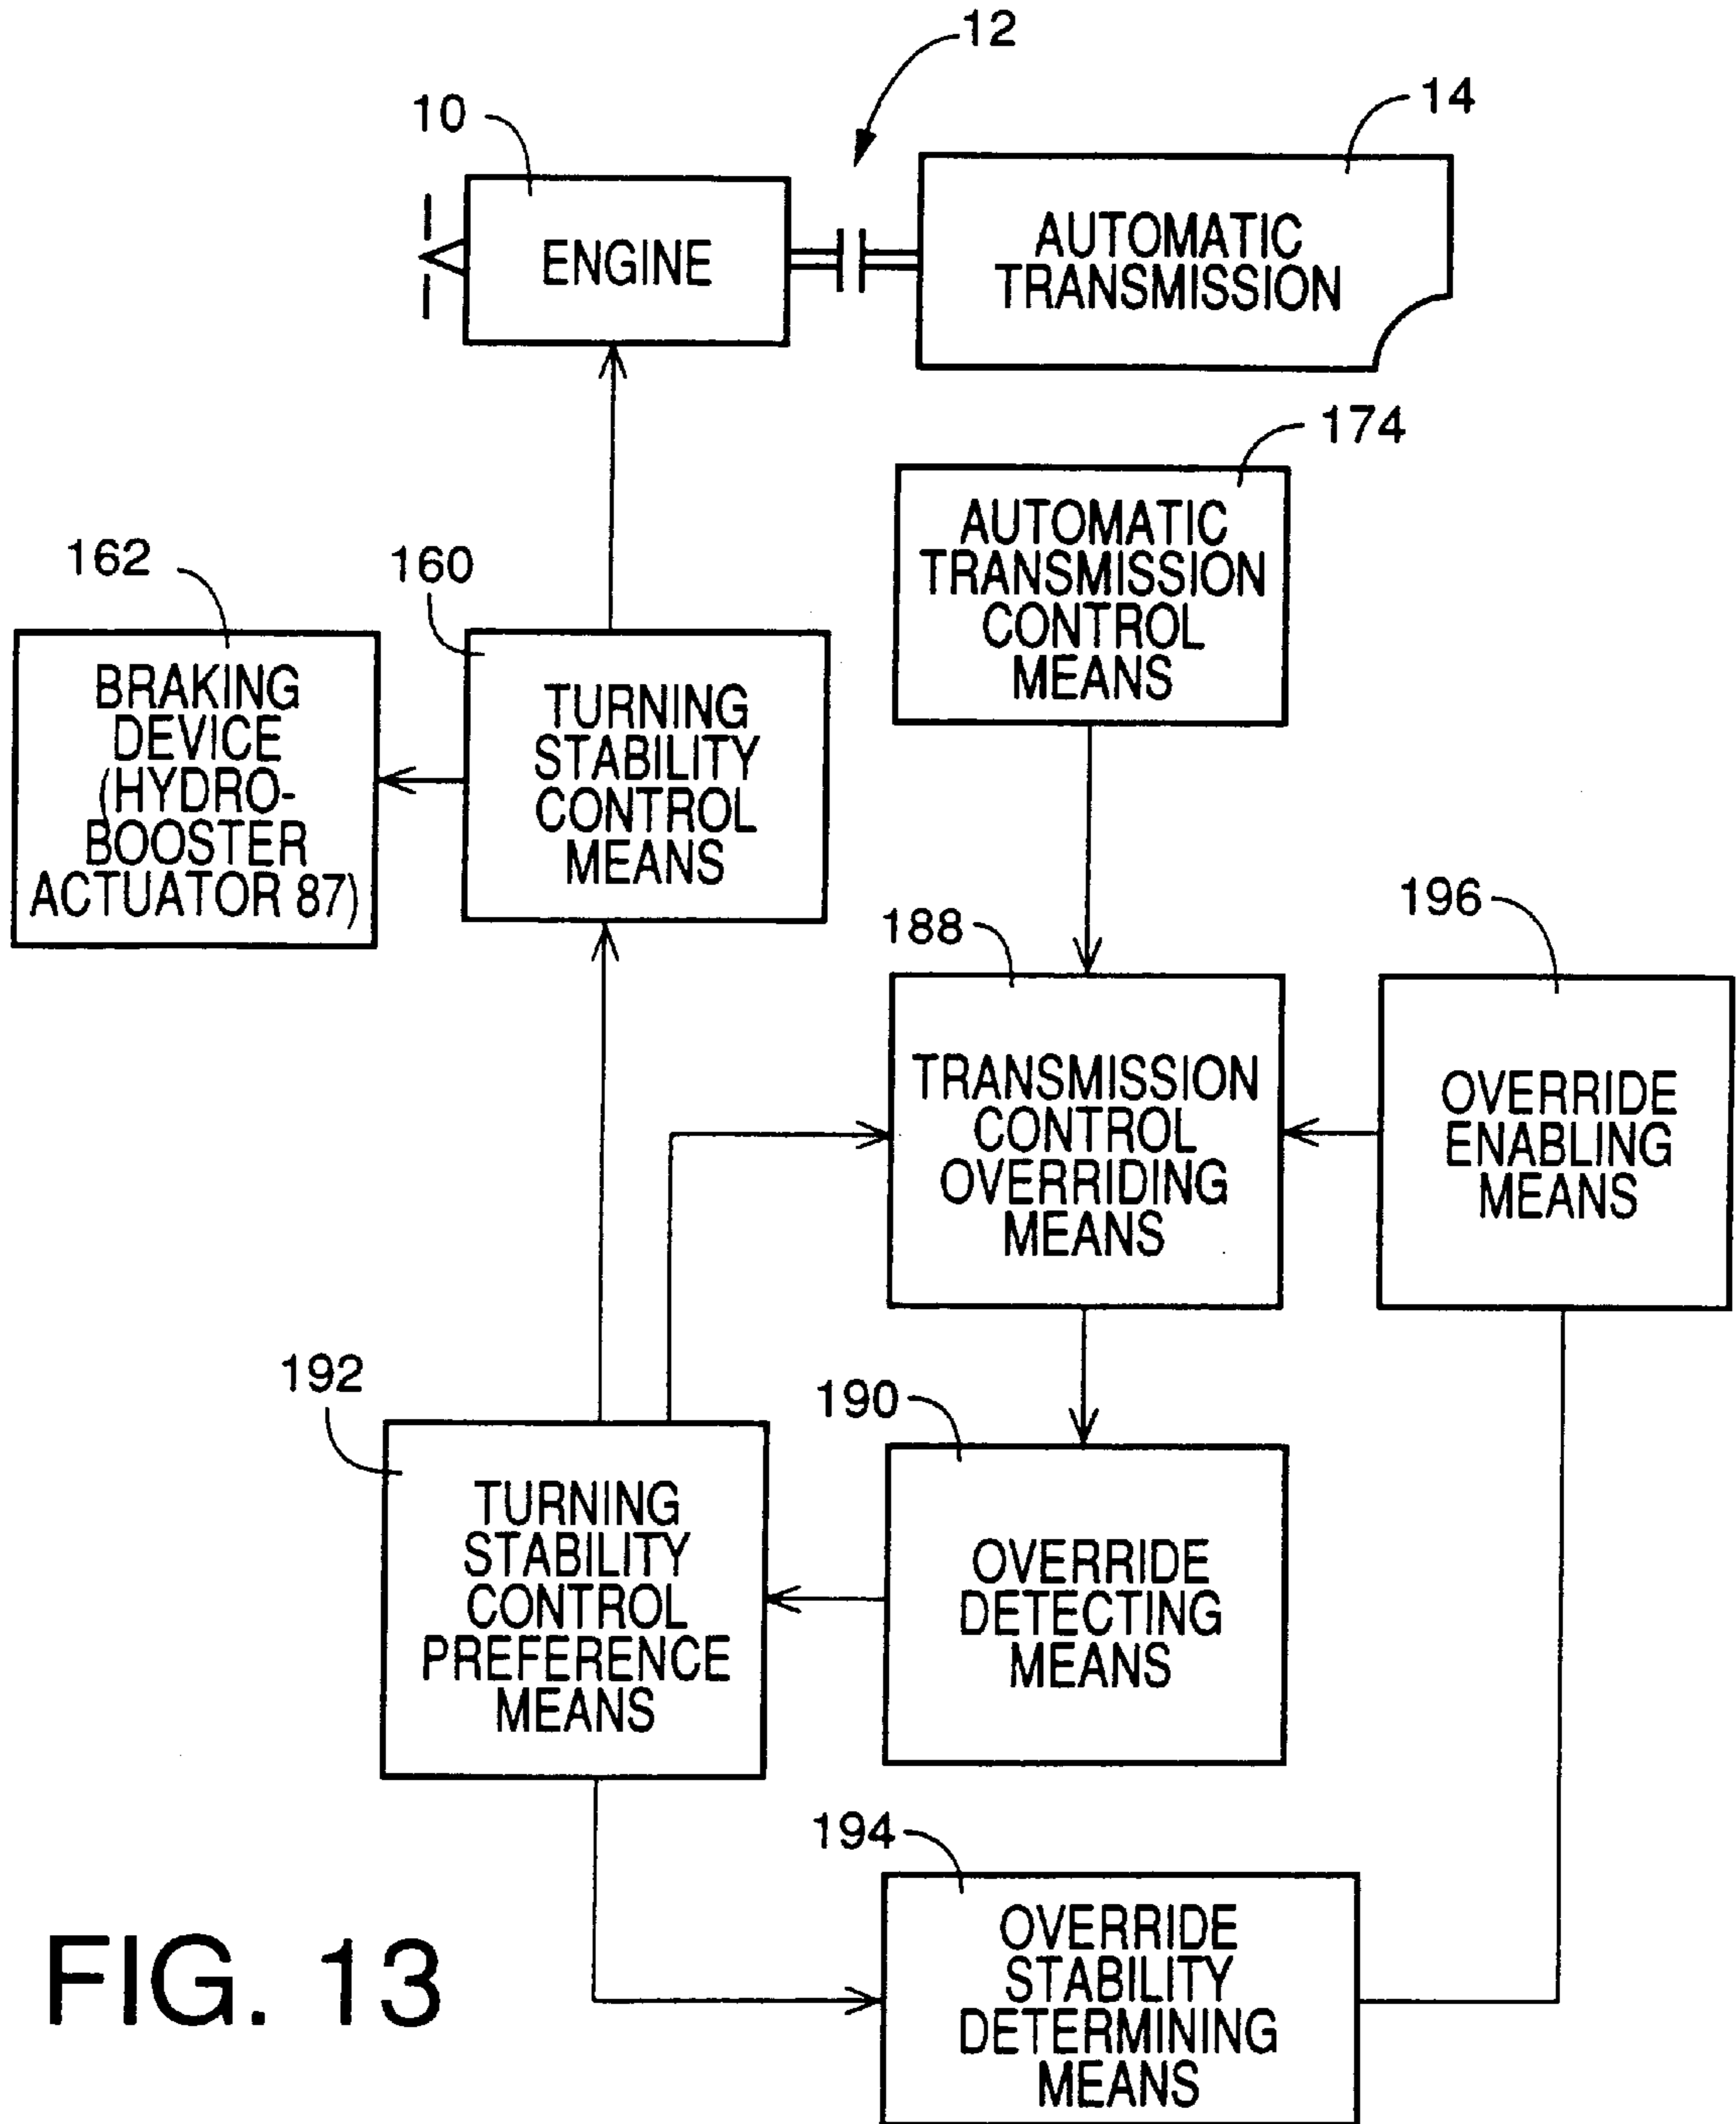 12
10
14
ENGINE
AUTOMATIC
TRANSMISSION
174
AUTOMATIC
TRANSMISSION
CONTROL
MEANS
162
160
BRAKING
DEVICE
(HYDRO-
BOOSTER
ACTUATOR 87)
TURNING
STABILITY
CONTROL
MEANS
188
196
TRANSMISSION
CONTROL
OVERRIDING
MEANS
OVERRIDE
ENABLING
MEANS
192
190
TURNING
STABILITY
CONTROL
PREFERENCE
MEANS
OVERRIDE
DETECTING
MEANS
194
OVERRIDE
STABILITY
DETERMINING
MEANS
FIG. 13